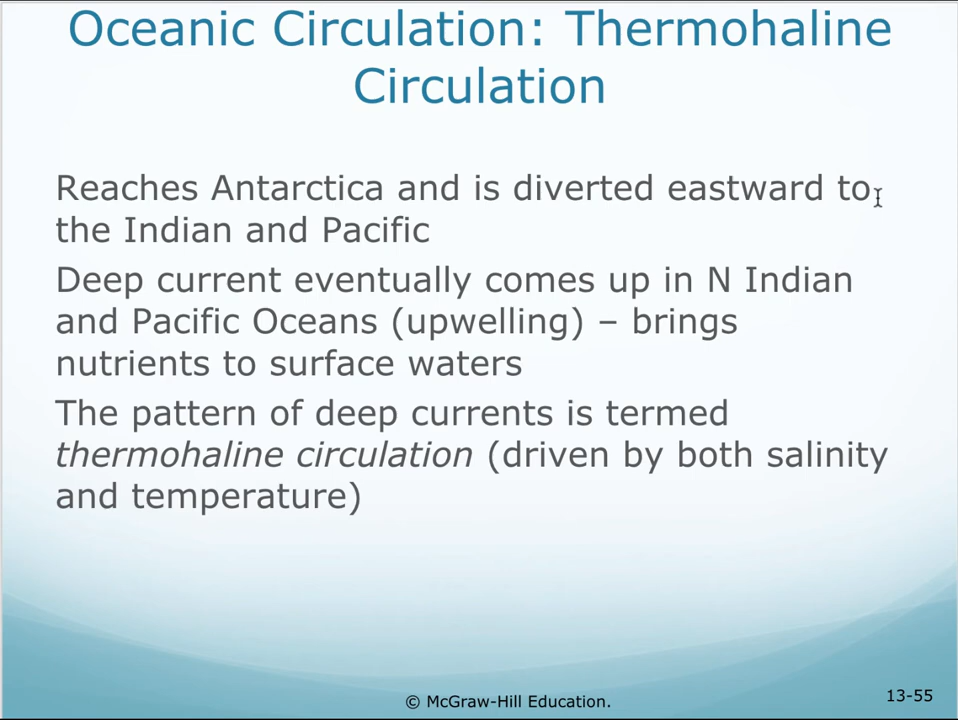 Oceanic Circulation: Thermohaline
Circulation
Reaches Antarctica and is diverted eastward to
the Indian and Pacific
Deep current eventually comes up in N Indian
and Pacific Oceans (upwelling) – brings
nutrients to surface waters
The pattern of deep currents is termed
thermohaline circulation (driven by both salinity
and temperature)
© McGraw-Hill Education.
13-55